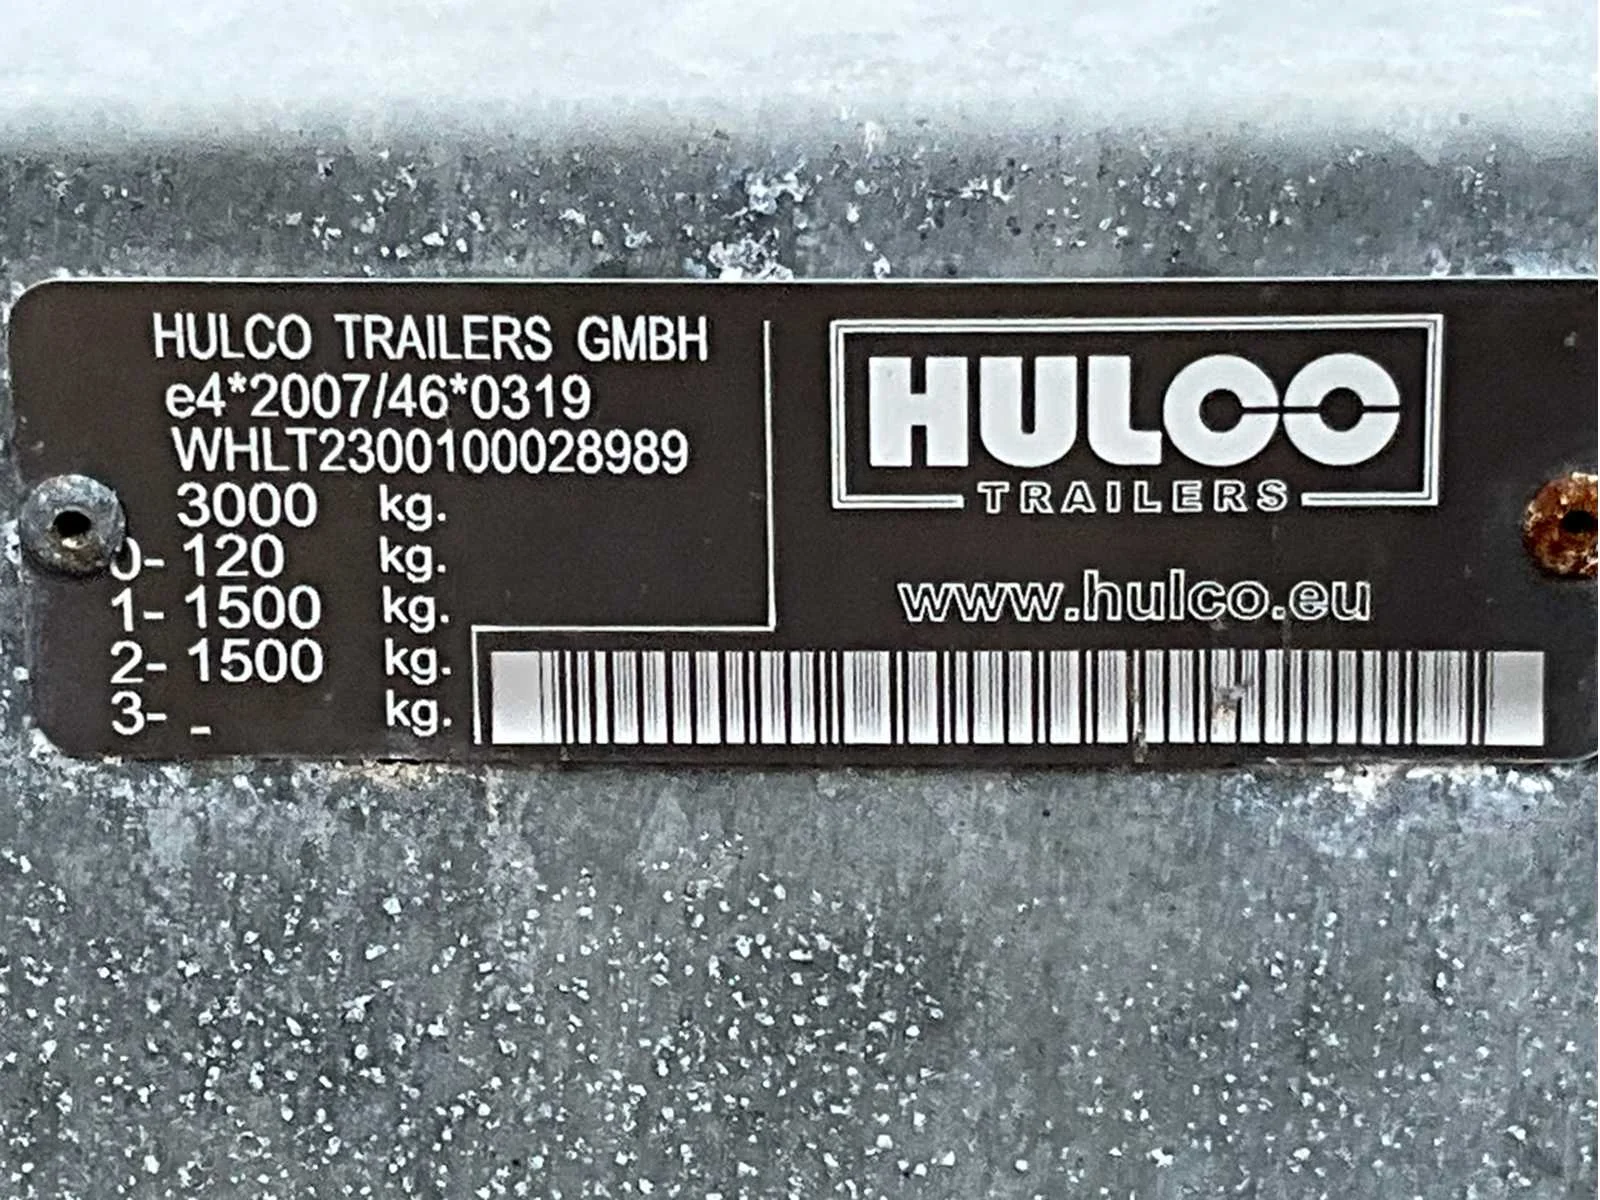 HULCO TRAILERS GMBH
e4*2007/46*0319
WHLT2300100028989
3000 kg.
0- 120 kg.
1- 1500 kg.
2- 1500 kg.
3- - kg.
HULCO
TRAILERS
www.hulco.eu